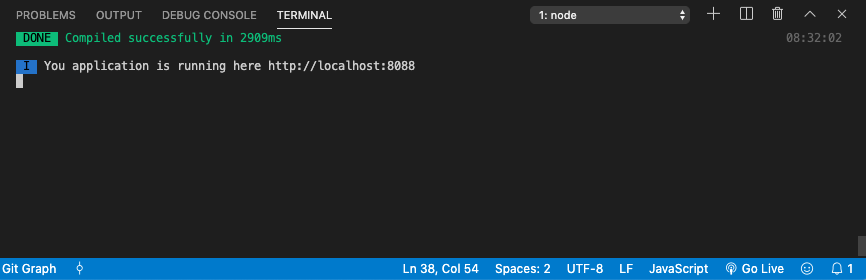 PROBLEMS OUTPUT DEBUG CONSOLE TERMINAL 1: node
DONE Compiled successfully in 2909ms 08:32:02
I You application is running here http://localhost:8088
Git Graph Ln 38, Col 54 Spaces: 2 UTF-8 LF JavaScript Go Live 1